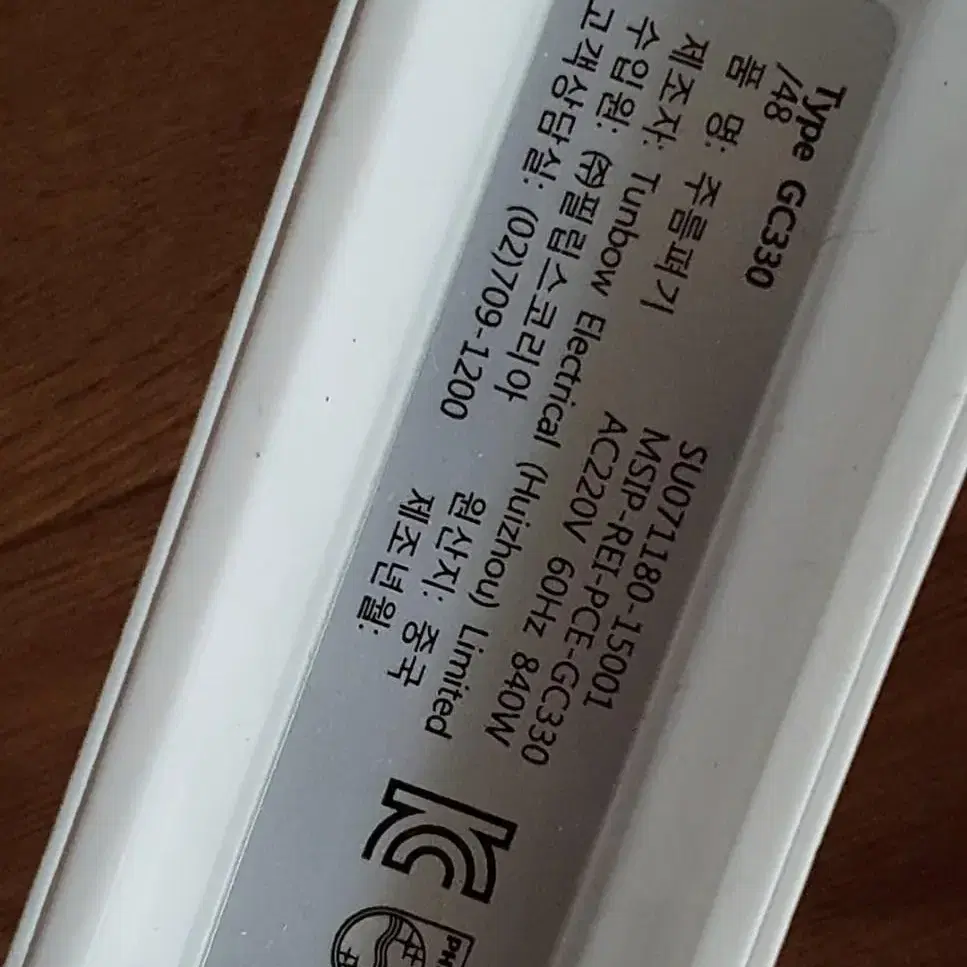 Type GC330
/48
품 명: 주름펴기
제조자: Tunbow Electrical (Huizhou) Limited
수입원: ㈜필립스코리아
고객상담실: (02)709-1200
SU071180-15001
MSIP-REI-PCE-GC330
AC220V 60Hz 840W
원산지: 중국
제조년월:
KC